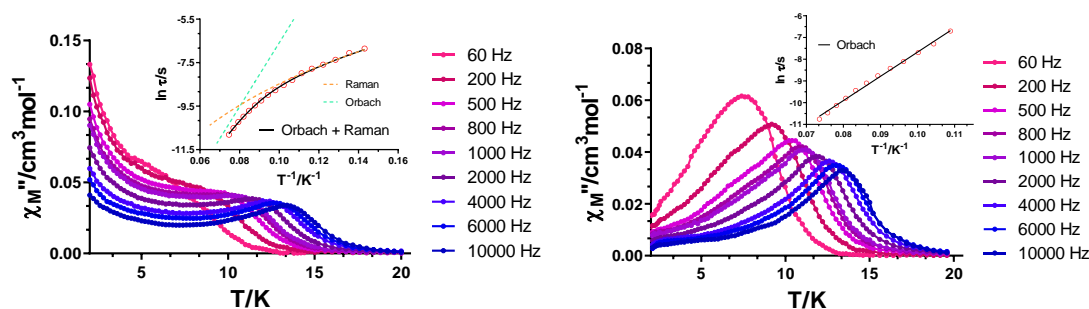 0.15
0.10
0.05
0.00
χM''/cm³mol⁻¹
5
10
15
20
T/K
-5.5
-7.5
-9.5
-11.5
ln τ/s
0.06
0.08
0.10
0.12
0.14
0.16
T⁻¹/K⁻¹
Raman
Orbach
Orbach + Raman
60 Hz
200 Hz
500 Hz
800 Hz
1000 Hz
2000 Hz
4000 Hz
6000 Hz
10000 Hz
0.08
0.06
0.04
0.02
0.00
χM''/cm³mol⁻¹
5
10
15
20
T/K
-6
-7
-8
-9
-10
-11
ln τ/s
0.08
0.09
0.10
0.11
T⁻¹/K⁻¹
Orbach
60 Hz
200 Hz
500 Hz
800 Hz
1000 Hz
2000 Hz
4000 Hz
6000 Hz
10000 Hz